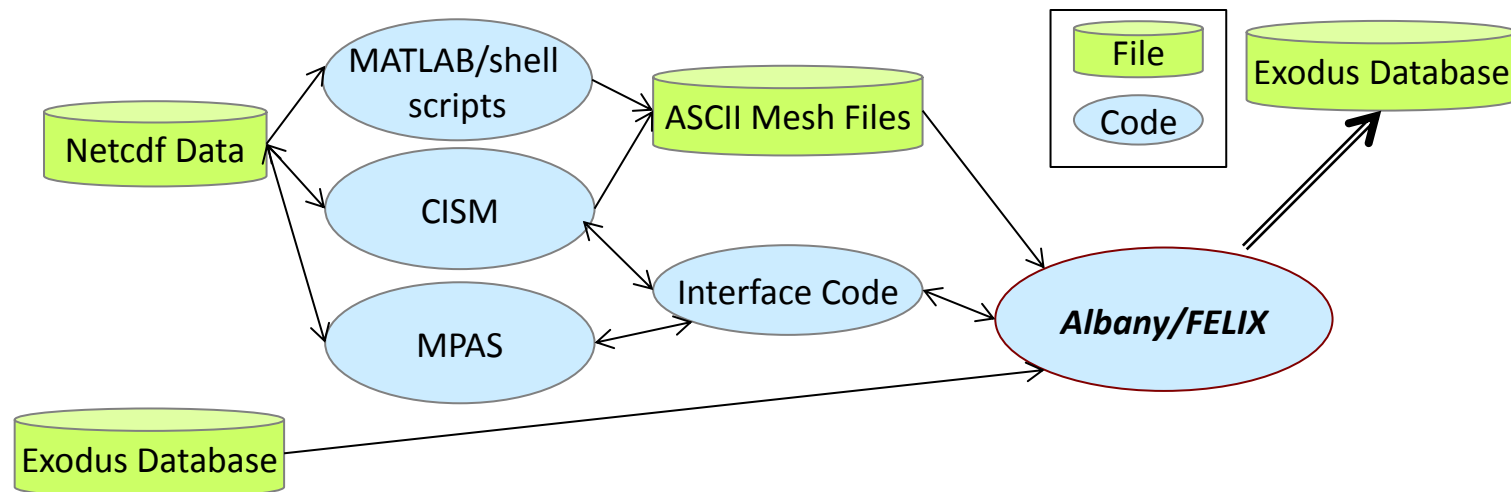 MATLAB/shell
scripts
Netcdf Data
ASCII Mesh Files
File
Code
Exodus Database
CISM
Interface Code
Albany/FELIX
MPAS
Exodus Database